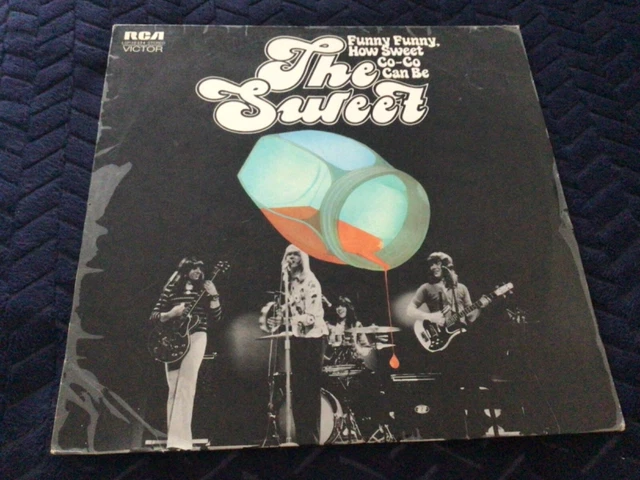 RCA
VICTOR
Funny Funny,
How Sweet
Co-Co
Can Be
The
Sweet